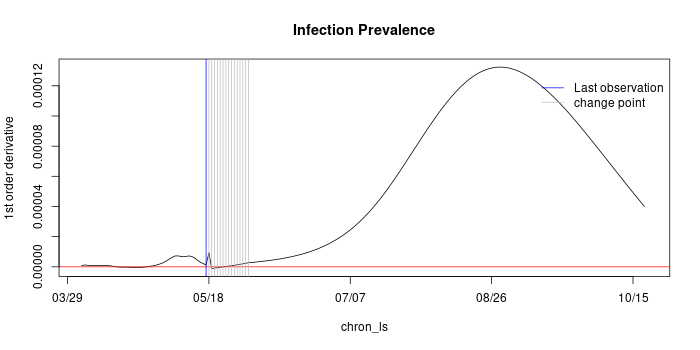 Infection Prevalence
1st order derivative
0.00012
0.00008
0.00004
0.00000
Last observation
change point
03/29
05/18
07/07
08/26
10/15
chron_ls